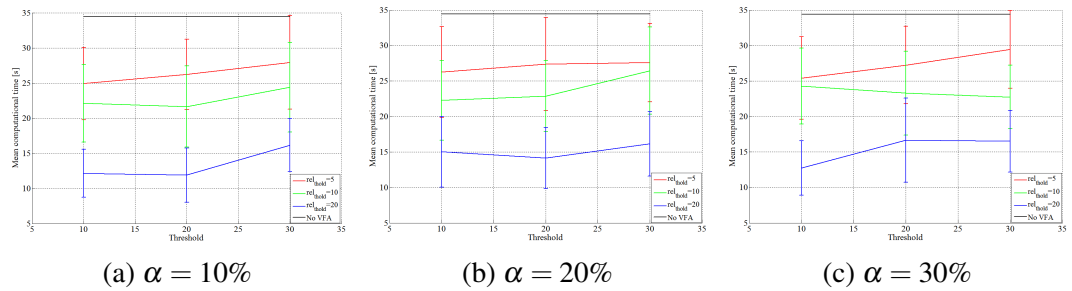 Mean computational time [s]
35
30
25
20
15
10
5
5
10
15
20
25
30
35
Threshold
rel_thold=5
rel_thold=10
rel_thold=20
No VFA
(a) α = 10%
Mean computational time [s]
35
30
25
20
15
10
5
5
10
15
20
25
30
35
Threshold
rel_thold=5
rel_thold=10
rel_thold=20
No VFA
(b) α = 20%
Mean computational time [s]
35
30
25
20
15
10
5
5
10
15
20
25
30
35
Threshold
rel_thold=5
rel_thold=10
rel_thold=20
No VFA
(c) α = 30%